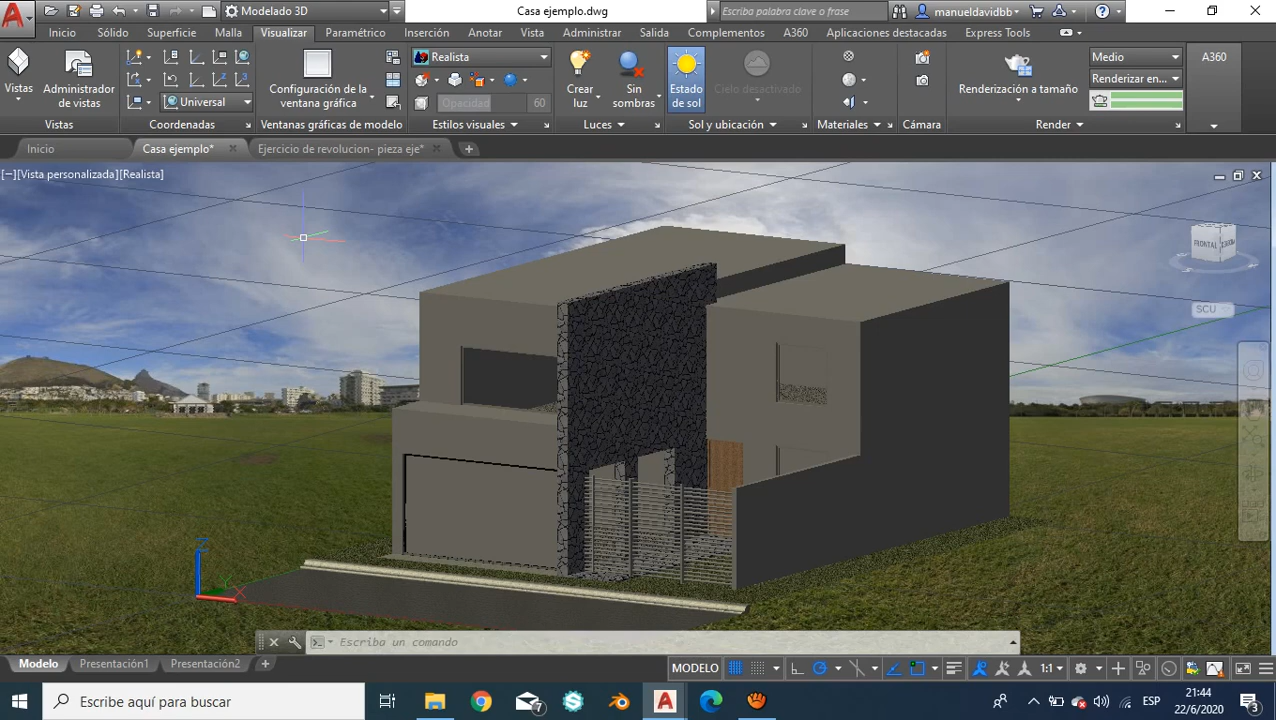 Modelado 3D
Casa ejemplo.dwg
Escriba palabra clave o frase
manueldavidbb
Inicio Sólido Superficie Malla Visualizar Paramétrico Inserción Anotar Vista Administrar Salida Complementos A360 Aplicaciones destacadas Express Tools
Vistas
Administrador
de vistas
Universal
Configuración de la
ventana gráfica
Realista
Opacidad 60
Crear
luz
Sin
sombras
Estado
de sol
Cielo desactivado
Renderización a tamaño
Medio
Renderizar en...
A360
Vistas Coordenadas Ventanas gráficas de modelo Estilos visuales Luces Sol y ubicación Materiales Cámara Render
Inicio Casa ejemplo* Ejercicio de revolucion- pieza eje*
[−][Vista personalizada][Realista]
FRONTAL
SCU
Z
Y
X
Escriba un comando
Modelo Presentación1 Presentación2
MODELO 1:1
Escribe aquí para buscar
7
ESP
21:44
22/6/2020
3